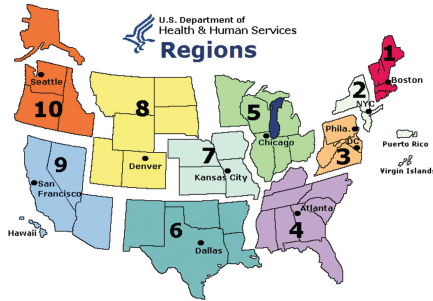 U.S. Department of
Health & Human Services
Regions
1
Boston
2
NYC
Seattle
10
8
5
Chicago
Phila.
DC
3
Puerto Rico
Virgin Islands
9
San
Francisco
Denver
7
Kansas City
Hawaii
6
Dallas
Atlanta
4